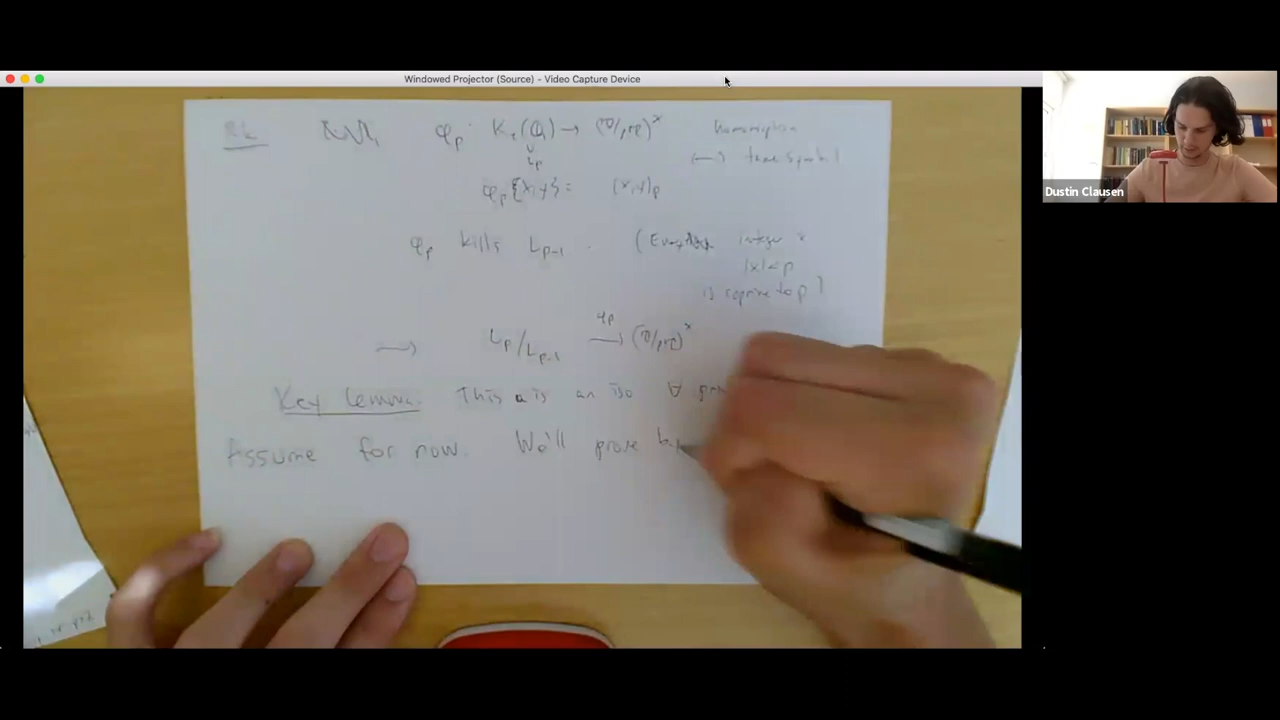 Windowed Projector (Source) - Video Capture Device
Dustin Clausen
Rk φ_p : K_2(Q) → (Z/pZ)^×
∪ L_p
φ_p{x,y} = (x,y)_p
φ_p kills L_{p-1} . ( integer x
|x|<p
is coprime to p )
L_p/L_{p-1} →^{φ_p} (Z/pZ)^×
Key lemma. This is an iso ∀
Assume for now. We'll prove